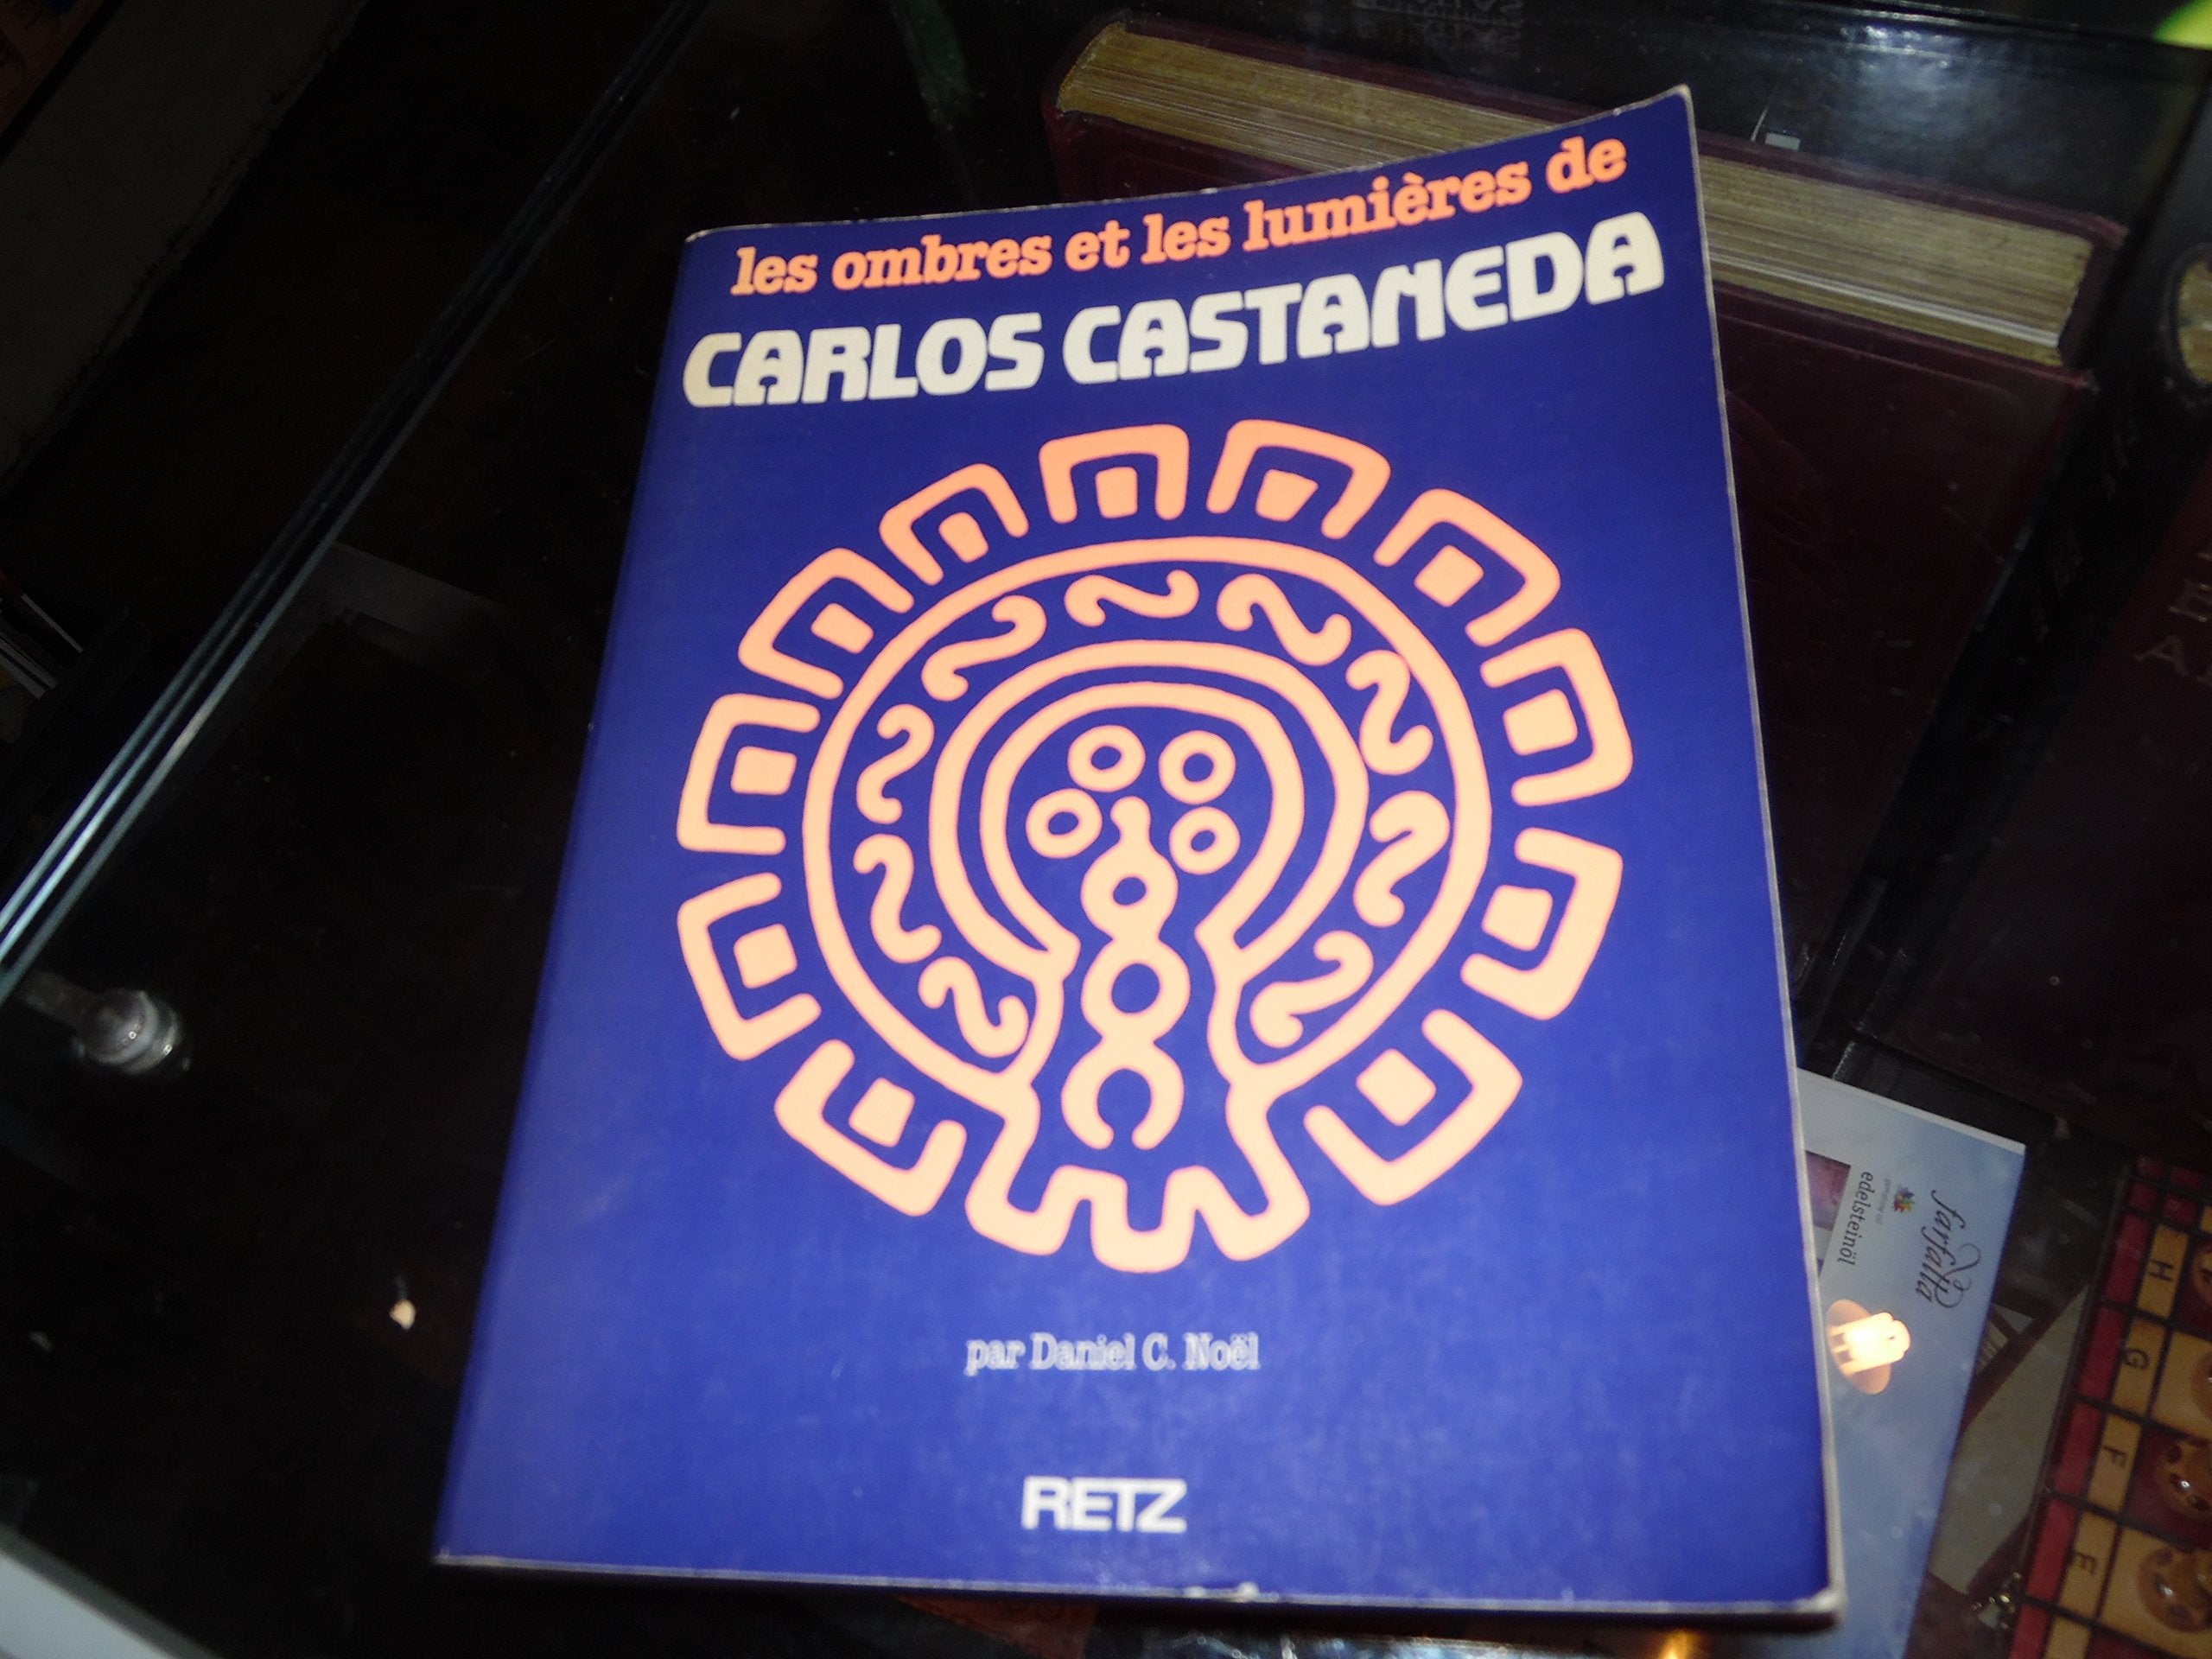 les ombres et les lumières de
CARLOS CASTANEDA
par Daniel C. Noël
RETZ
farfalla
edelsteinöl
H
G
F
E